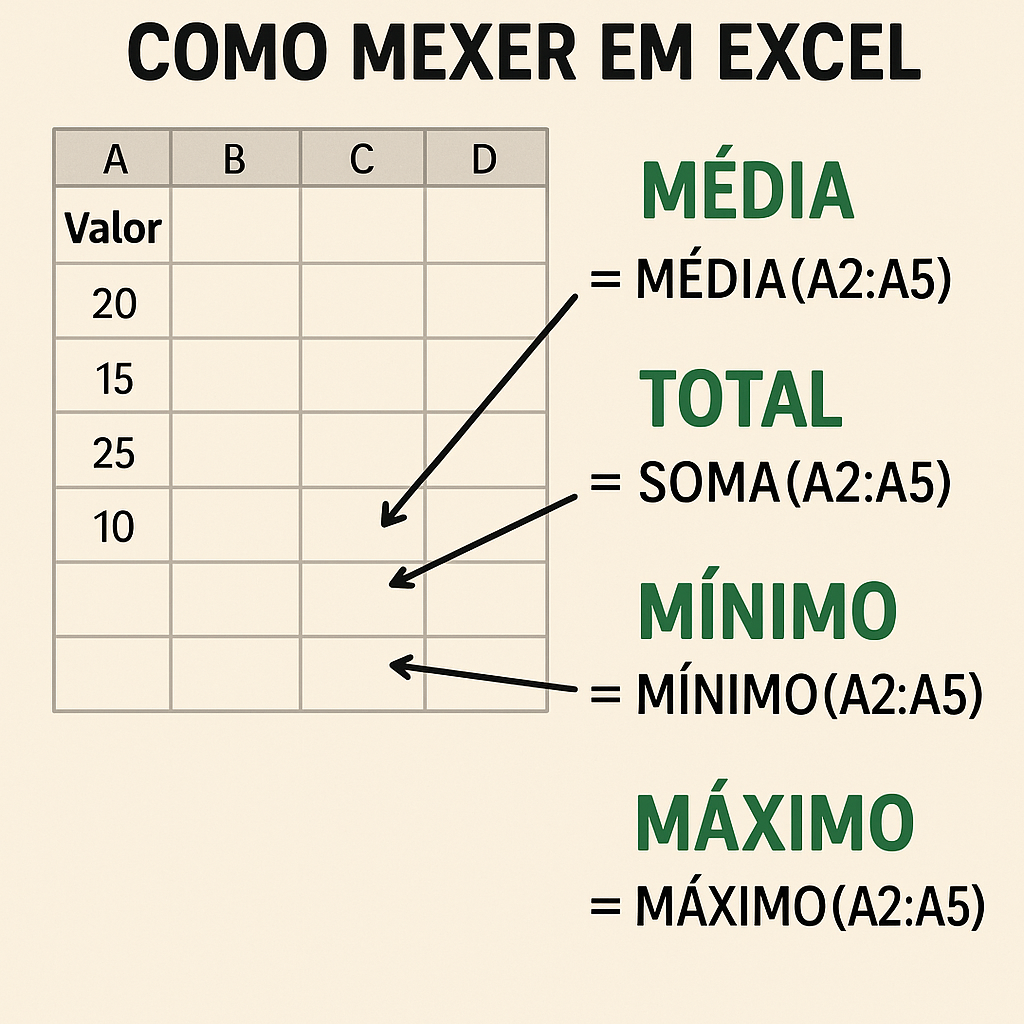 COMO MEXER EM EXCEL
A B C D
Valor
20
15
25
10
MÉDIA
= MÉDIA(A2:A5)
TOTAL
= SOMA(A2:A5)
MÍNIMO
= MÍNIMO(A2:A5)
MÁXIMO
= MÁXIMO(A2:A5)